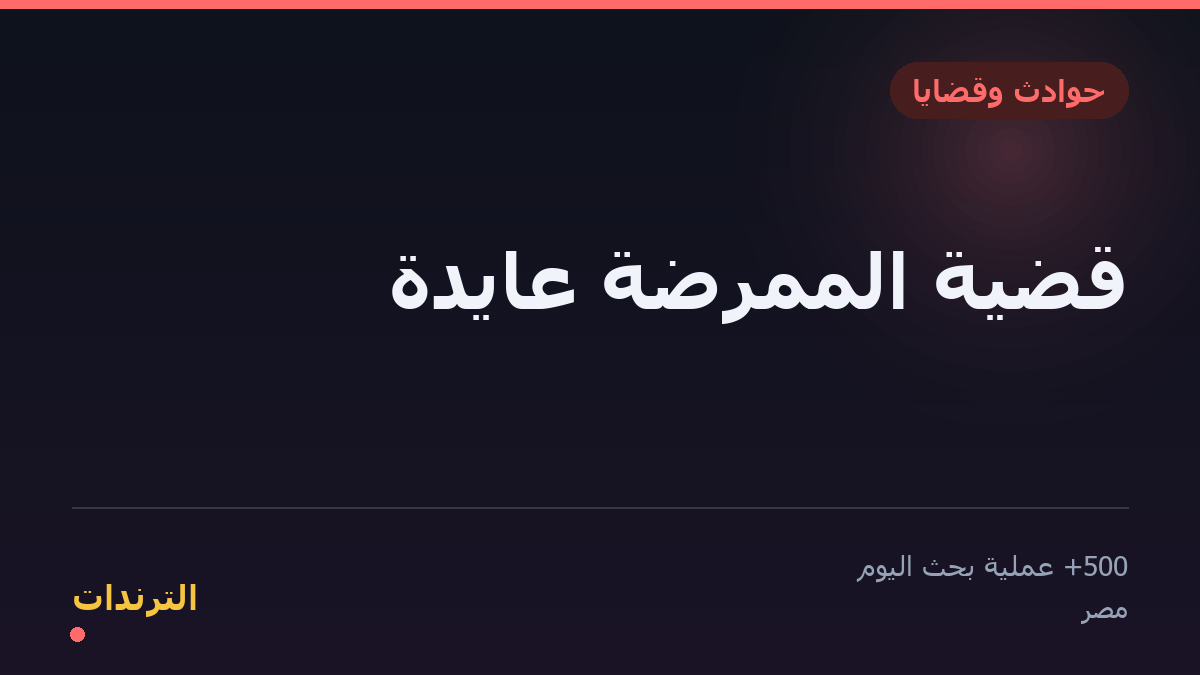 حوادث وقضايا
قضية الممرضة عايدة
500+ عملية بحث اليوم
مصر
الترندات